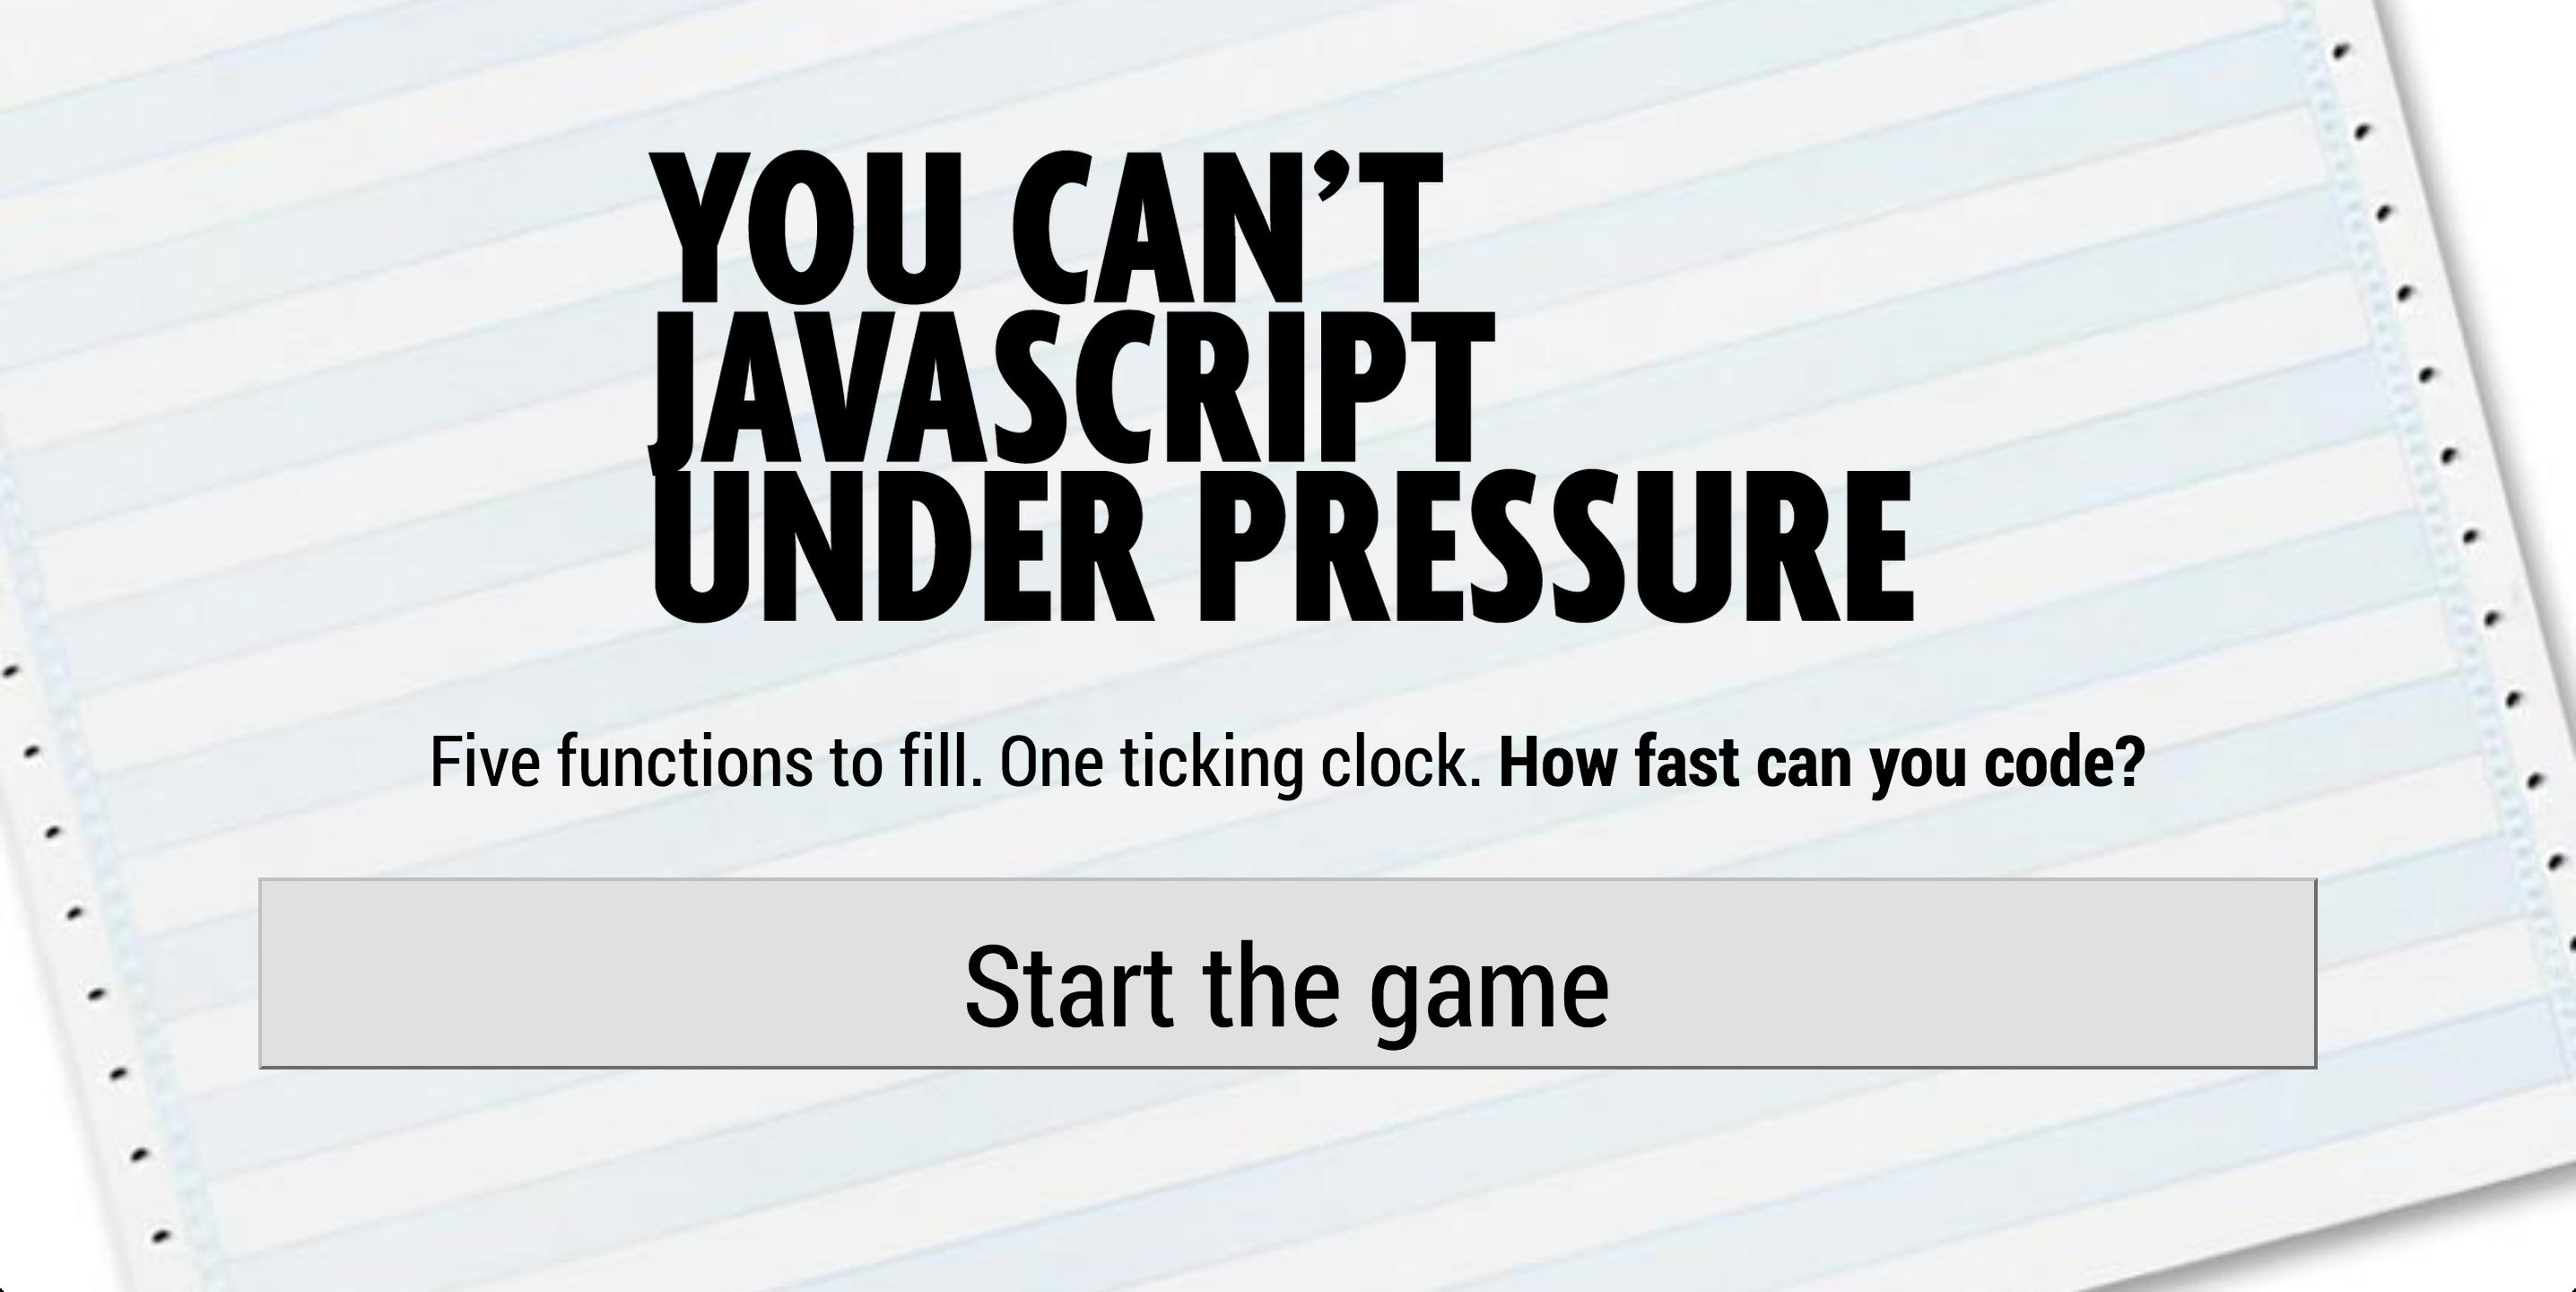 YOU CAN’T
JAVASCRIPT
UNDER PRESSURE
Five functions to fill. One ticking clock. How fast can you code?
Start the game